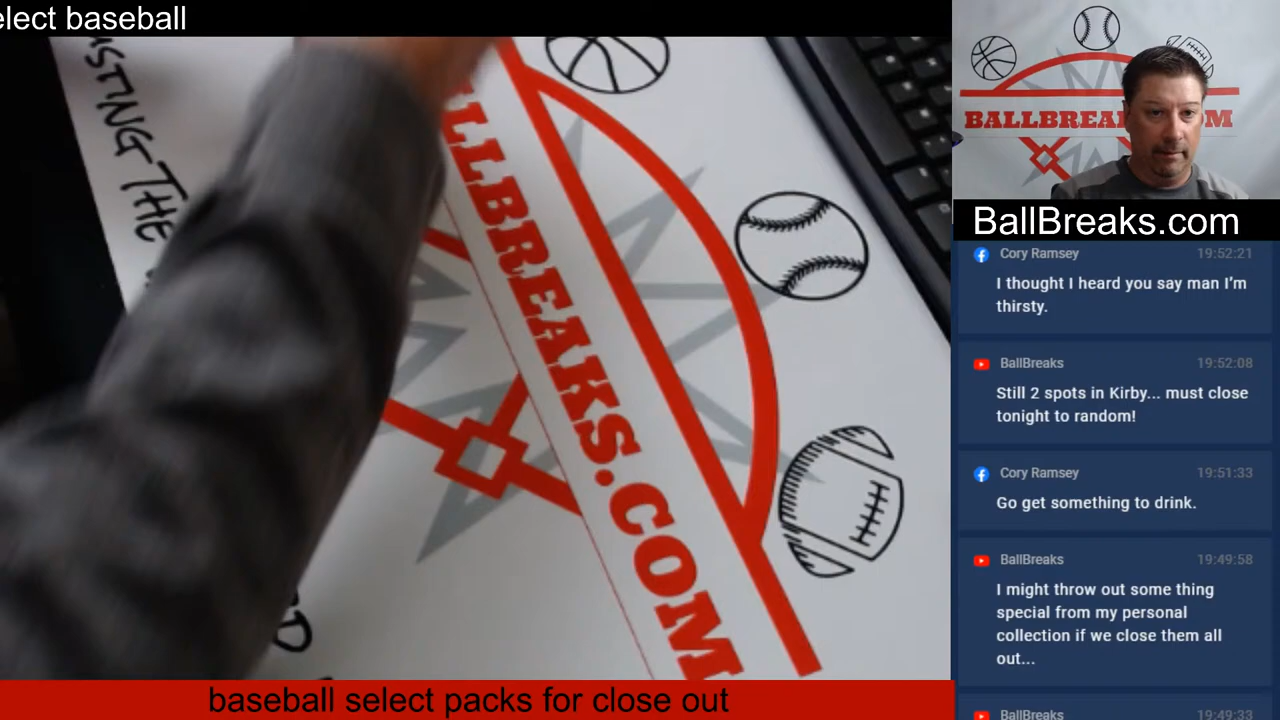 elect baseball
STING THE
LLBREAKS.COM
BALLBREA OM
BallBreaks.com
Cory Ramsey 19:52:21
I thought I heard you say man I'm
thirsty.
BallBreaks 19:52:08
Still 2 spots in Kirby... must close
tonight to random!
Cory Ramsey 19:51:33
Go get something to drink.
BallBreaks 19:49:58
I might throw out some thing
special from my personal
collection if we close them all
out...
BallBreaks 19:49:33
baseball select packs for close out